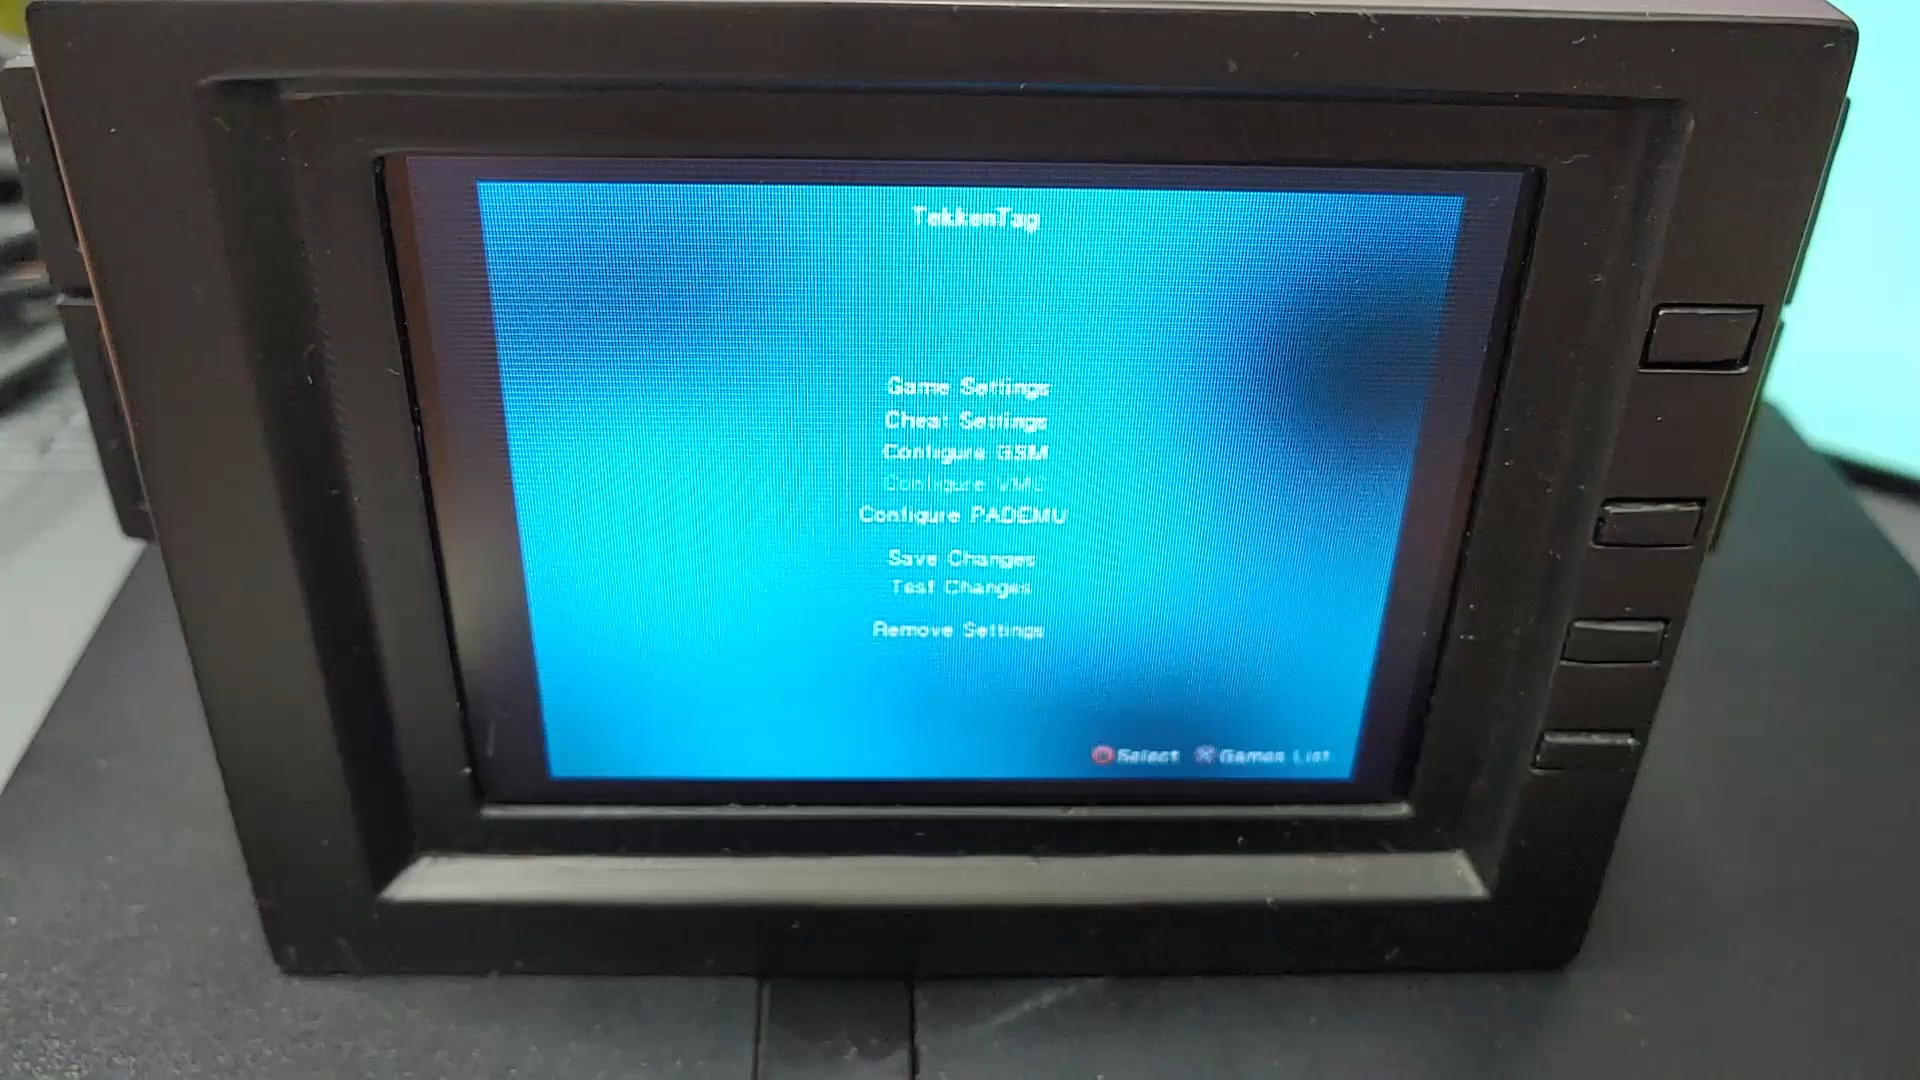 TekkenTag
Game Settings
Cheat Settings
Configure GSM
Configure VMC
Configure PADEMU
Save Changes
Test Changes
Remove Settings
Select Games List